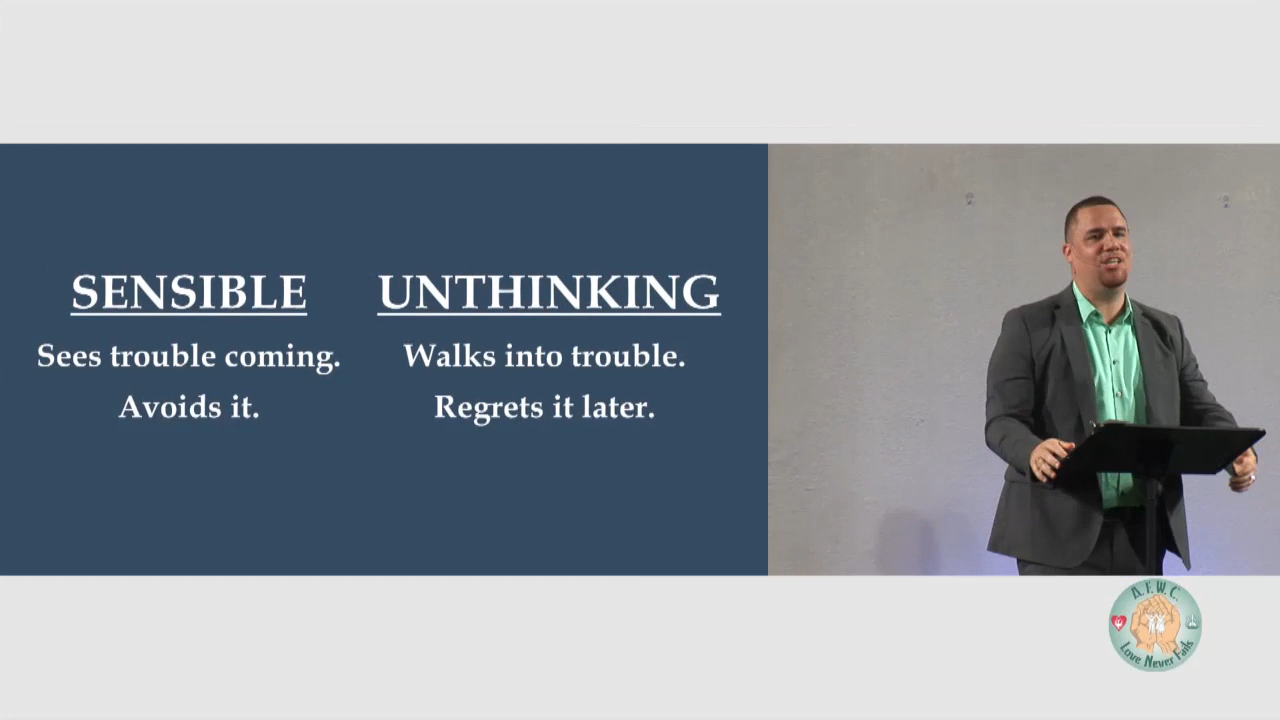 SENSIBLE
Sees trouble coming.
Avoids it.
UNTHINKING
Walks into trouble.
Regrets it later.
A.F.W.C.
Love Never Fails